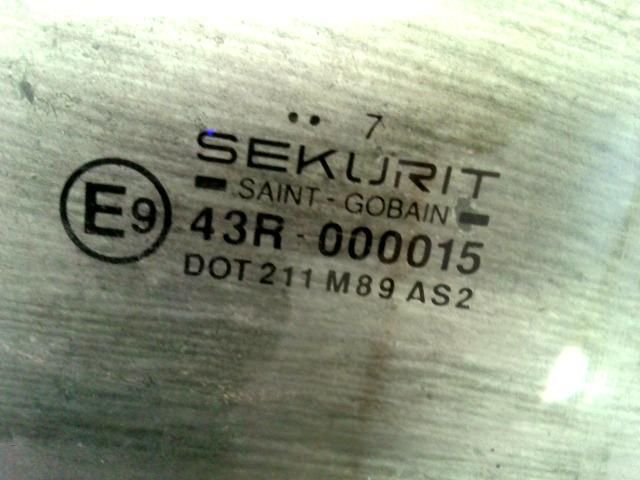 .. 7
SEKURIT
- SAINT - GOBAIN -
E9
43R - 000015
DOT 211 M89 AS2